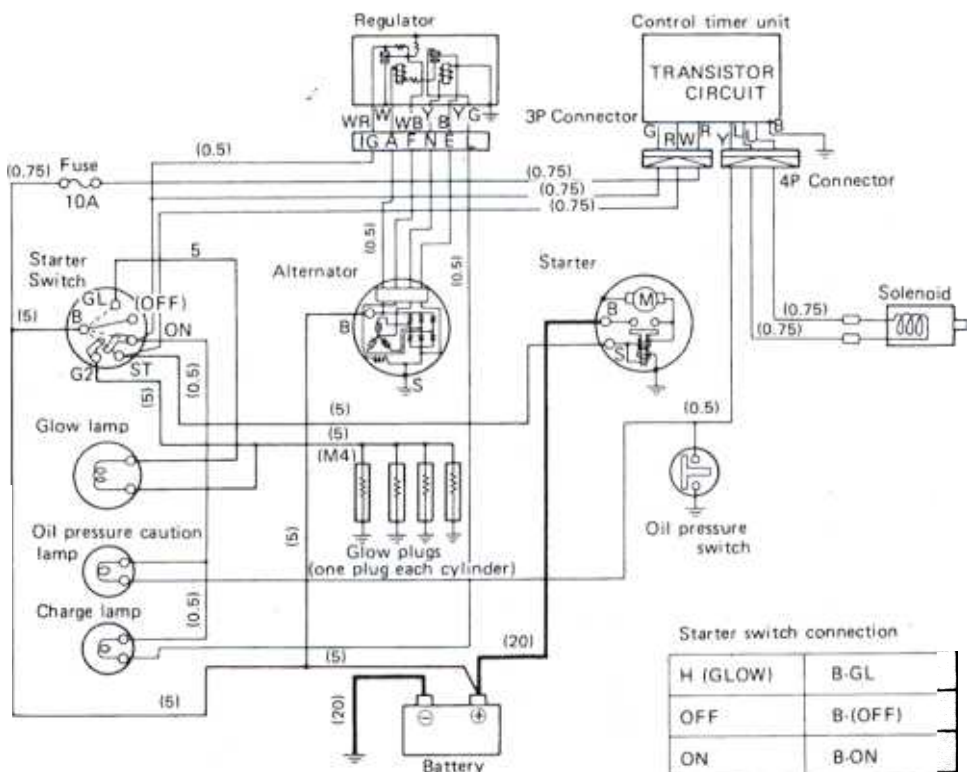 Regulator
Control timer unit
TRANSISTOR
CIRCUIT
3P Connector
G R W R Y L L B
WR W WB Y B Y G
IG A F N E L
4P Connector
(0.5)
(0.75)
Fuse
10A
(0.75)
(0.75)
(0.75)
5
Starter
Switch
GL
(OFF)
B
ON
(5)
G2
ST
(5)
(0.5)
Alternator
(0.5)
(0.5)
B
S
Starter
M
B
S
(0.75)
(0.75)
Solenoid
(5)
(5)
(M4)
(0.5)
Glow lamp
Oil pressure
switch
Oil pressure caution
lamp
(5)
Glow plugs
(one plug each cylinder)
Charge lamp
(0.5)
(5)
(5)
(20)
(20)
Battery
Starter switch connection
H (GLOW) B-GL
OFF B-(OFF)
ON B-ON